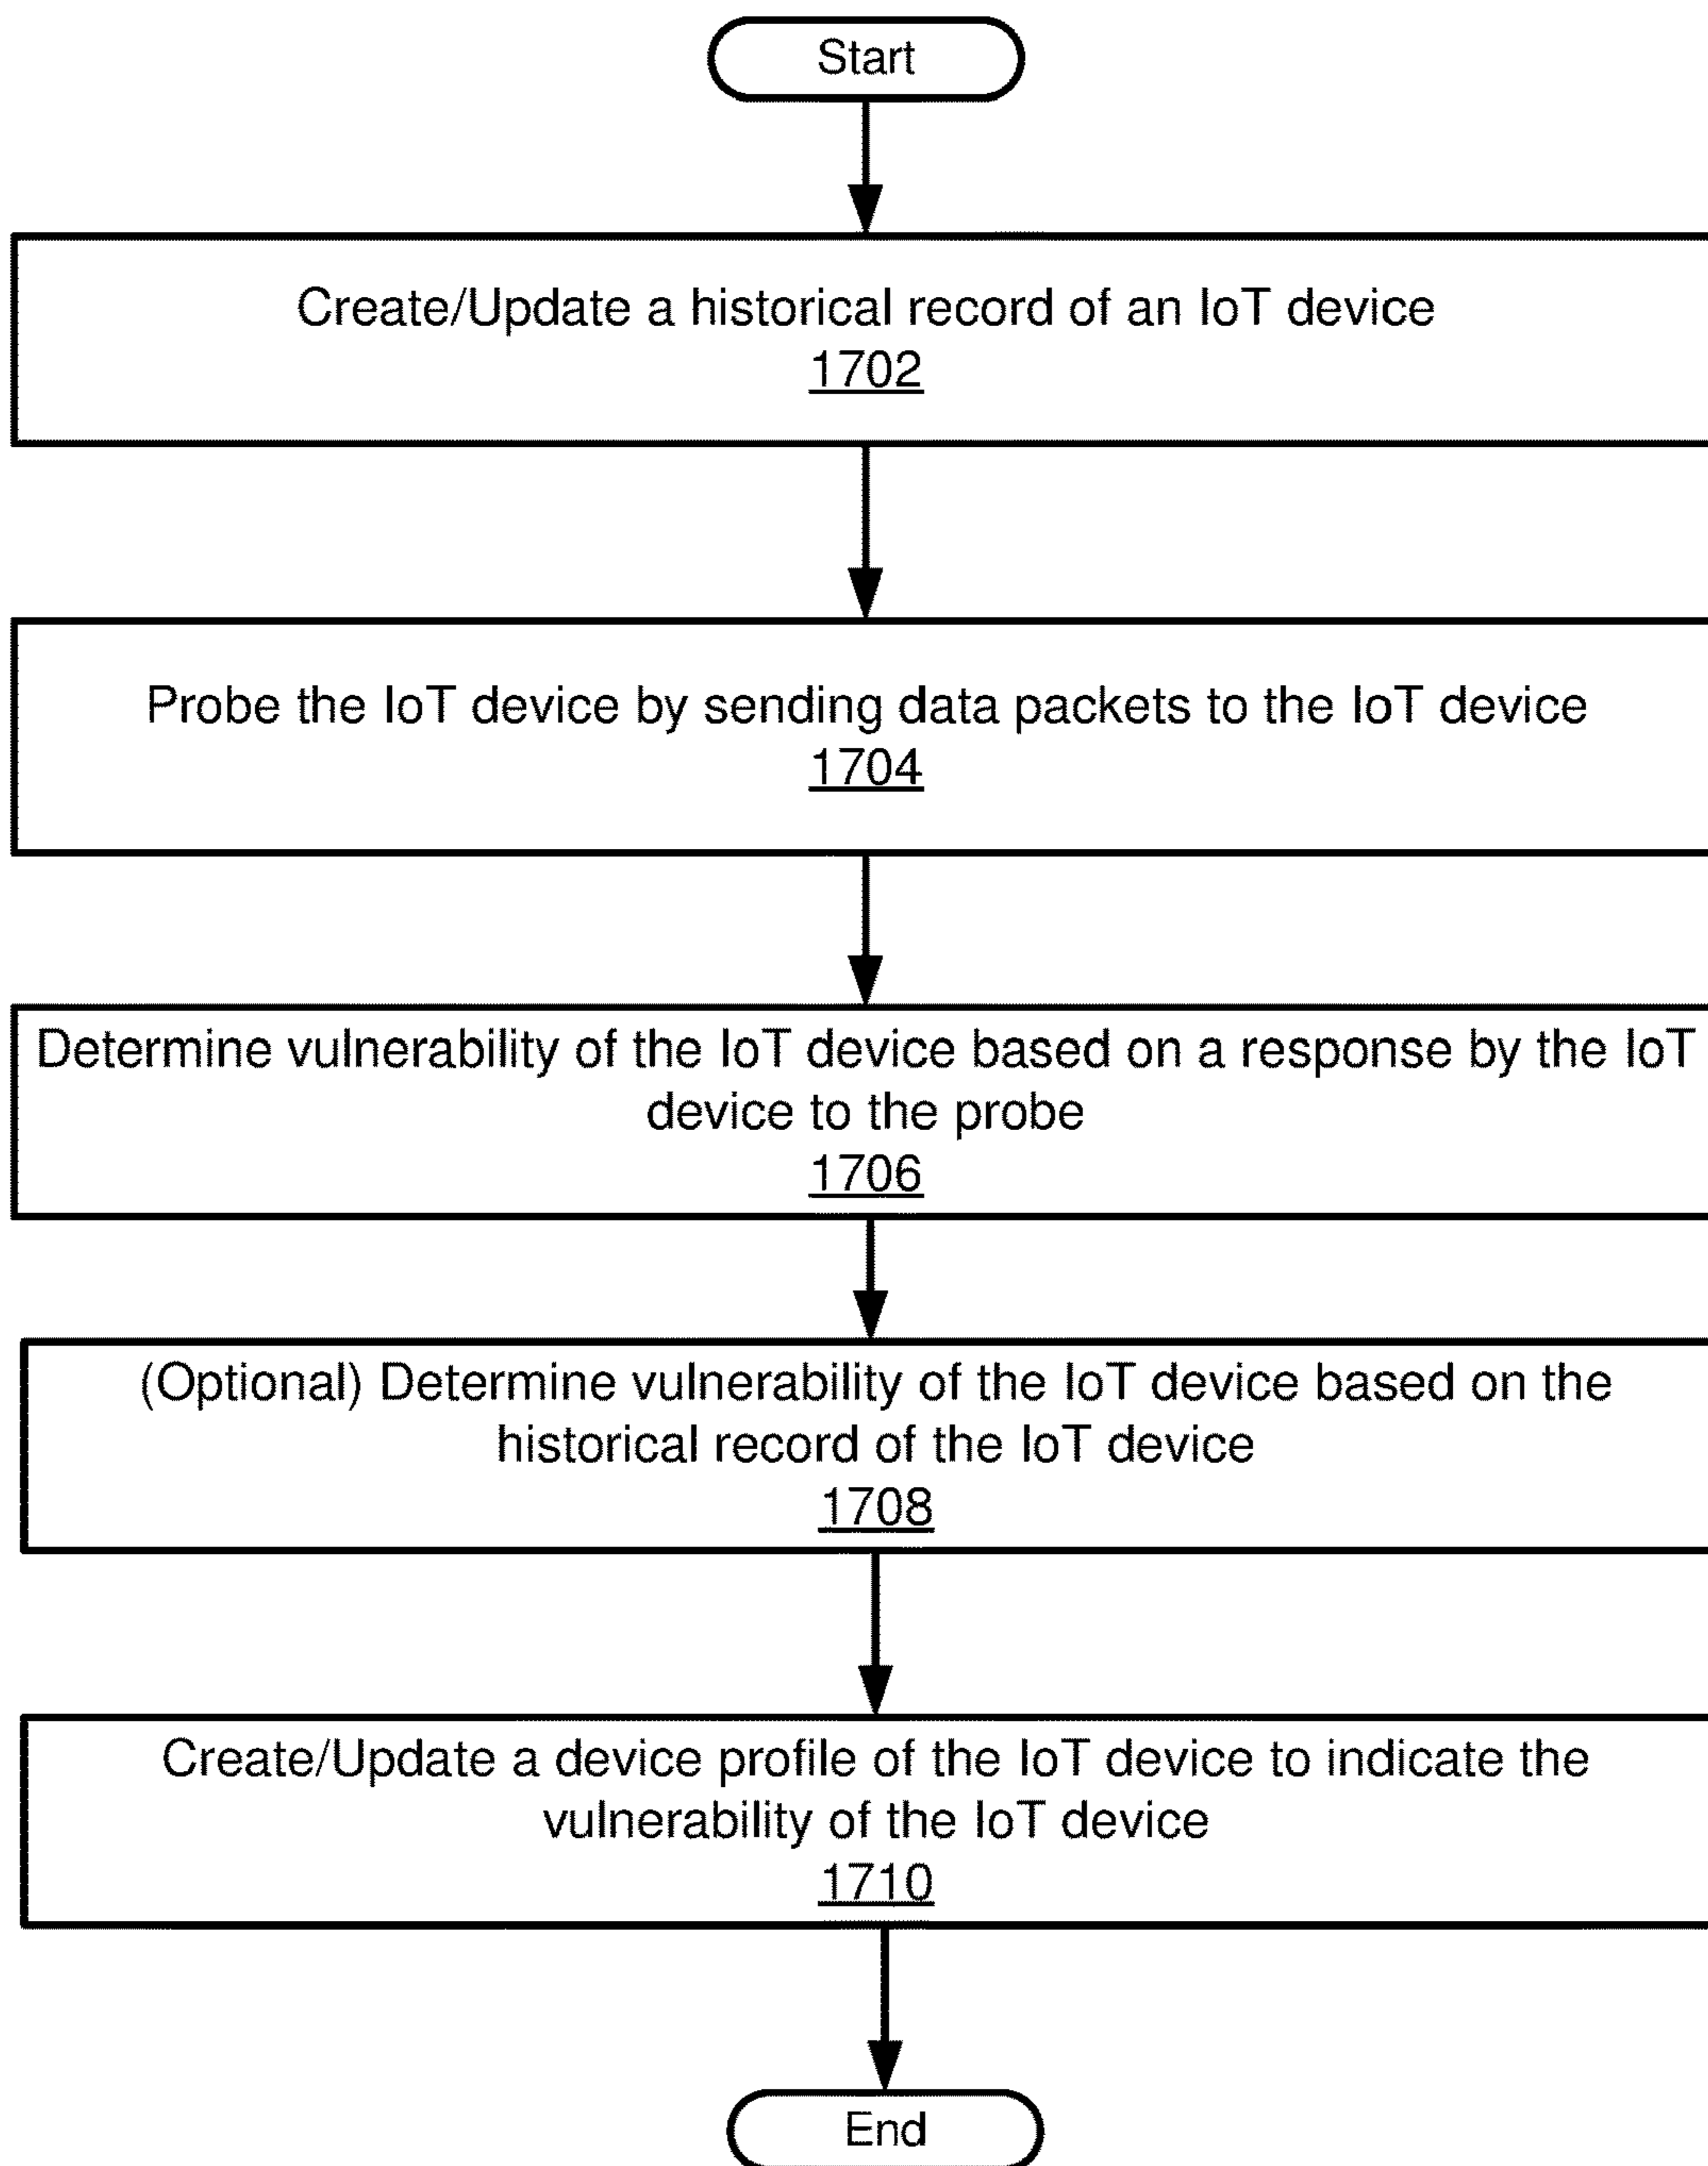 Start
Create/Update a historical record of an IoT device
1702
Probe the IoT device by sending data packets to the IoT device
1704
Determine vulnerability of the IoT device based on a response by the IoT
device to the probe
1706
(Optional) Determine vulnerability of the IoT device based on the
historical record of the IoT device
1708
Create/Update a device profile of the IoT device to indicate the
vulnerability of the IoT device
1710
End